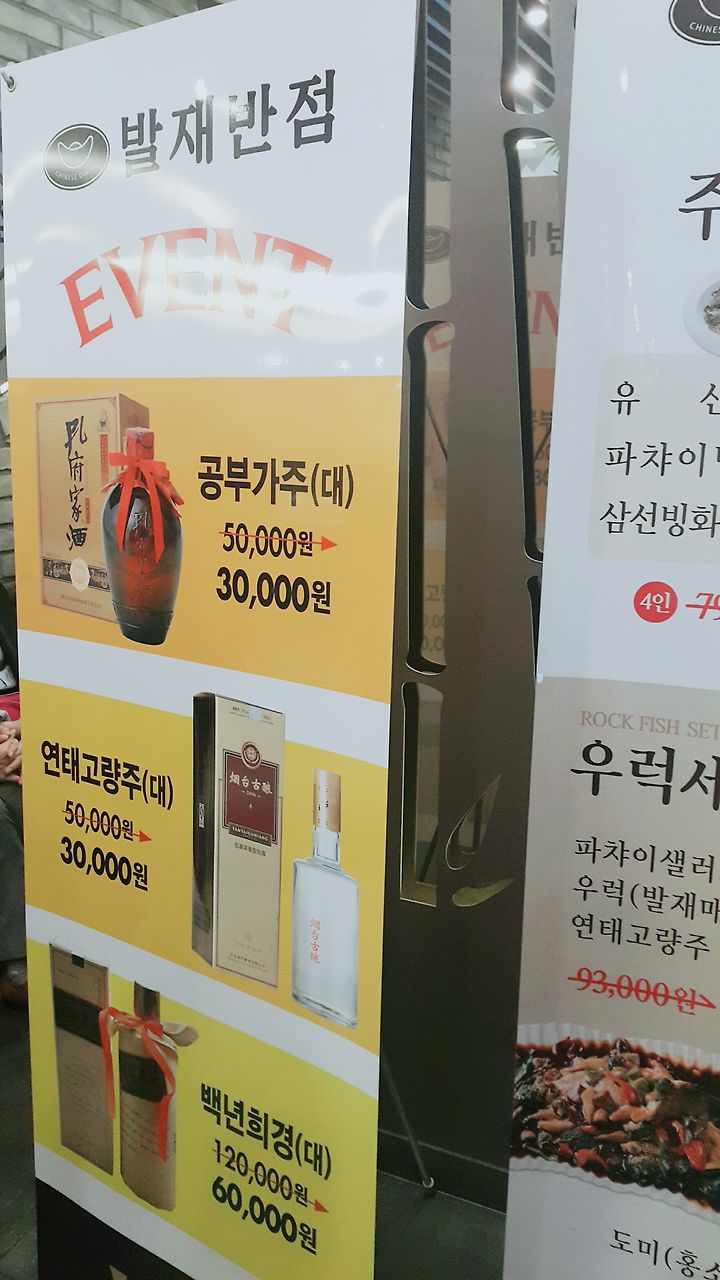 발재반점
EVENT
孔府家酒
공부가주(대)
50,000원
30,000원
연태고량주(대)
50,000원
30,000원
烟台古酿
YANTAIGUNIANG
烟台古酿
백년희경(대)
120,000원
60,000원
유
파챠이
삼선빙화
4인
ROCK FISH SET
우럭
파챠이샐러
우럭(발재
연태고량주
93,000원
도미(홍